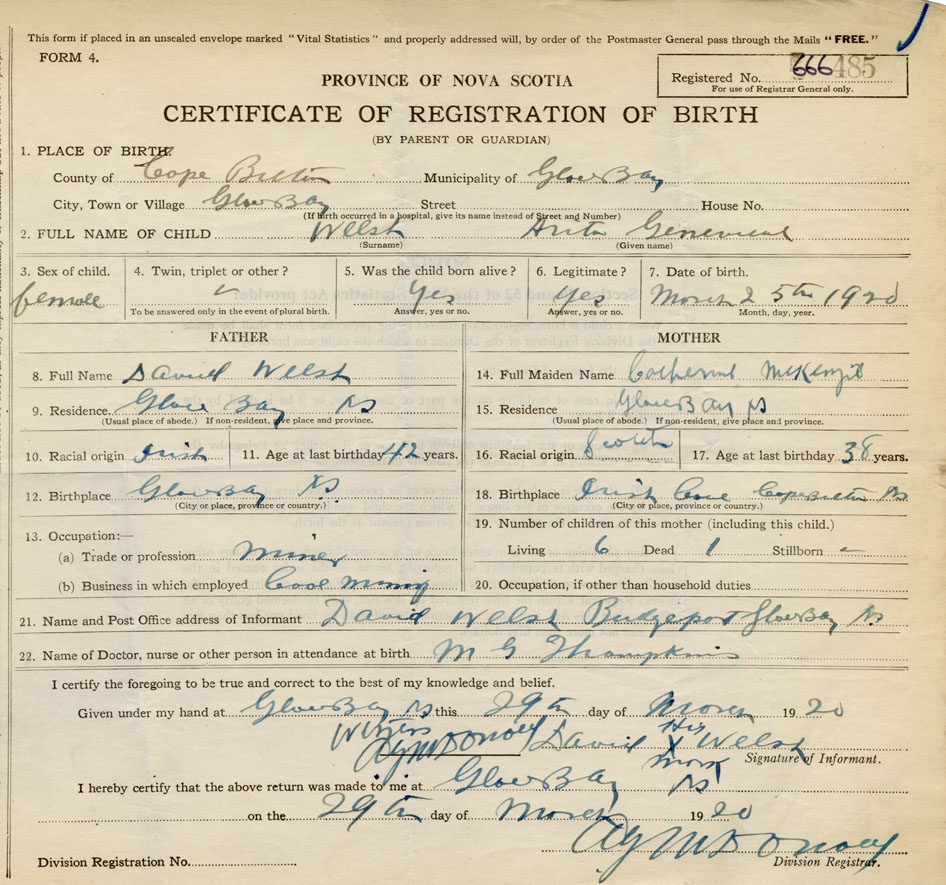 This form if placed in an unsealed envelope marked "Vital Statistics" and properly addressed will, by order of the Postmaster General pass through the Mails "FREE."
FORM 4.
PROVINCE OF NOVA SCOTIA
Registered No. 666485
For use of Registrar General only.
CERTIFICATE OF REGISTRATION OF BIRTH
(BY PARENT OR GUARDIAN)
1. PLACE OF BIRTH.
County of Cape Breton Municipality of Glace Bay
City, Town or Village Glace Bay Street House No.
(If birth occurred in a hospital, give its name instead of Street and Number)
2. FULL NAME OF CHILD Welsh Anita Genevieve
(Surname) (Given name)
3. Sex of child. 4. Twin, triplet or other? 5. Was the child born alive? 6. Legitimate? 7. Date of birth.
female – Yes Yes March 25th 1920
To be answered only in the event of plural birth. Answer, yes or no. Answer, yes or no. Month, day, year.
FATHER MOTHER
8. Full Name David Welsh 14. Full Maiden Name Catherine McKenzie
9. Residence. Glace Bay NS 15. Residence Glace Bay NS
(Usual place of abode.) If non-resident, give place and province. (Usual place of abode.) If non-resident, give place and province.
10. Racial origin Irish 11. Age at last birthday 42 years. 16. Racial origin Scotch 17. Age at last birthday 38 years.
12. Birthplace Glace Bay NS 18. Birthplace Irish Cove Cape Breton NS
(City or place, province or country.) (City or place, province or country.)
13. Occupation:— 19. Number of children of this mother (including this child.)
(a) Trade or profession Miner Living 6 Dead 1 Stillborn –
(b) Business in which employed Coal Mining 20. Occupation, if other than household duties
21. Name and Post Office address of Informant David Welsh Bridgeport Glace Bay NS
22. Name of Doctor, nurse or other person in attendance at birth M G Thompkins
I certify the foregoing to be true and correct to the best of my knowledge and belief.
Given under my hand at Glace Bay NS this 29th day of March 1920
Witness His
David X Welsh
mark Signature of Informant.
I hereby certify that the above return was made to me at Glace Bay NS
on the 29th day of March 1920
Division Registration No. Division Registrar.